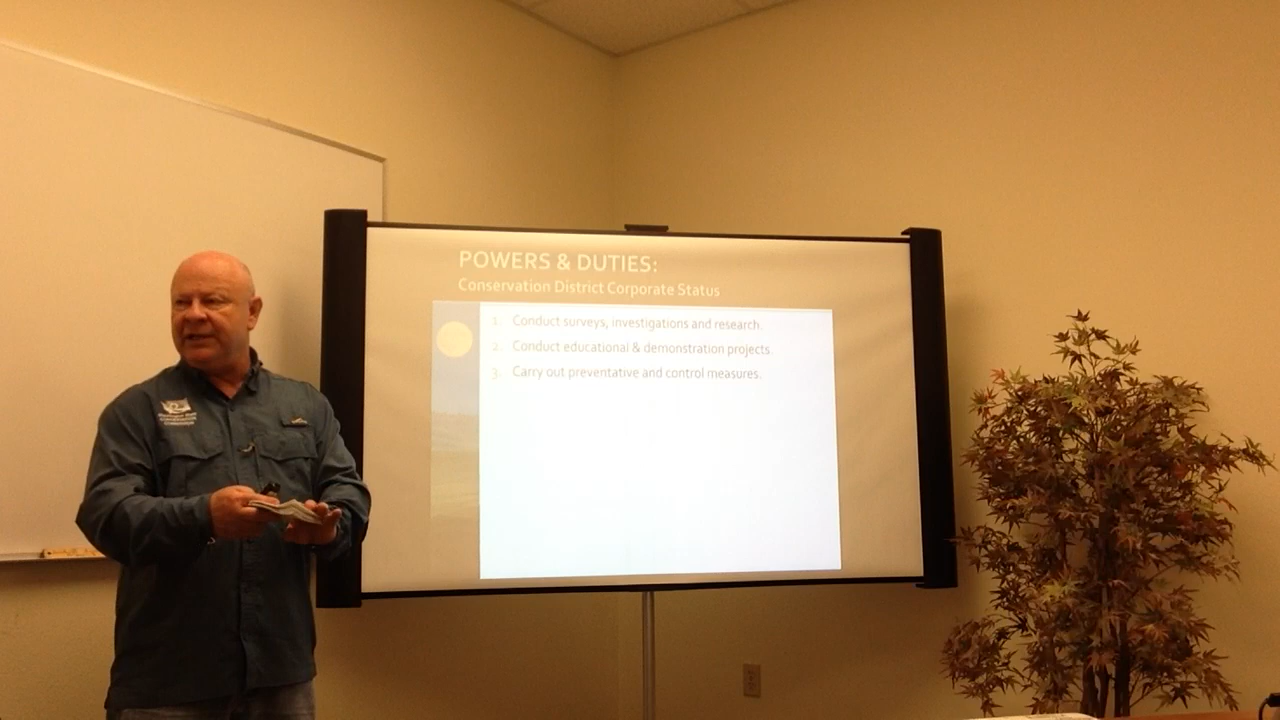 POWERS & DUTIES:
Conservation District Corporate Status
1. Conduct surveys, investigations and research.
2. Conduct educational & demonstration projects.
3. Carry out preventative and control measures.